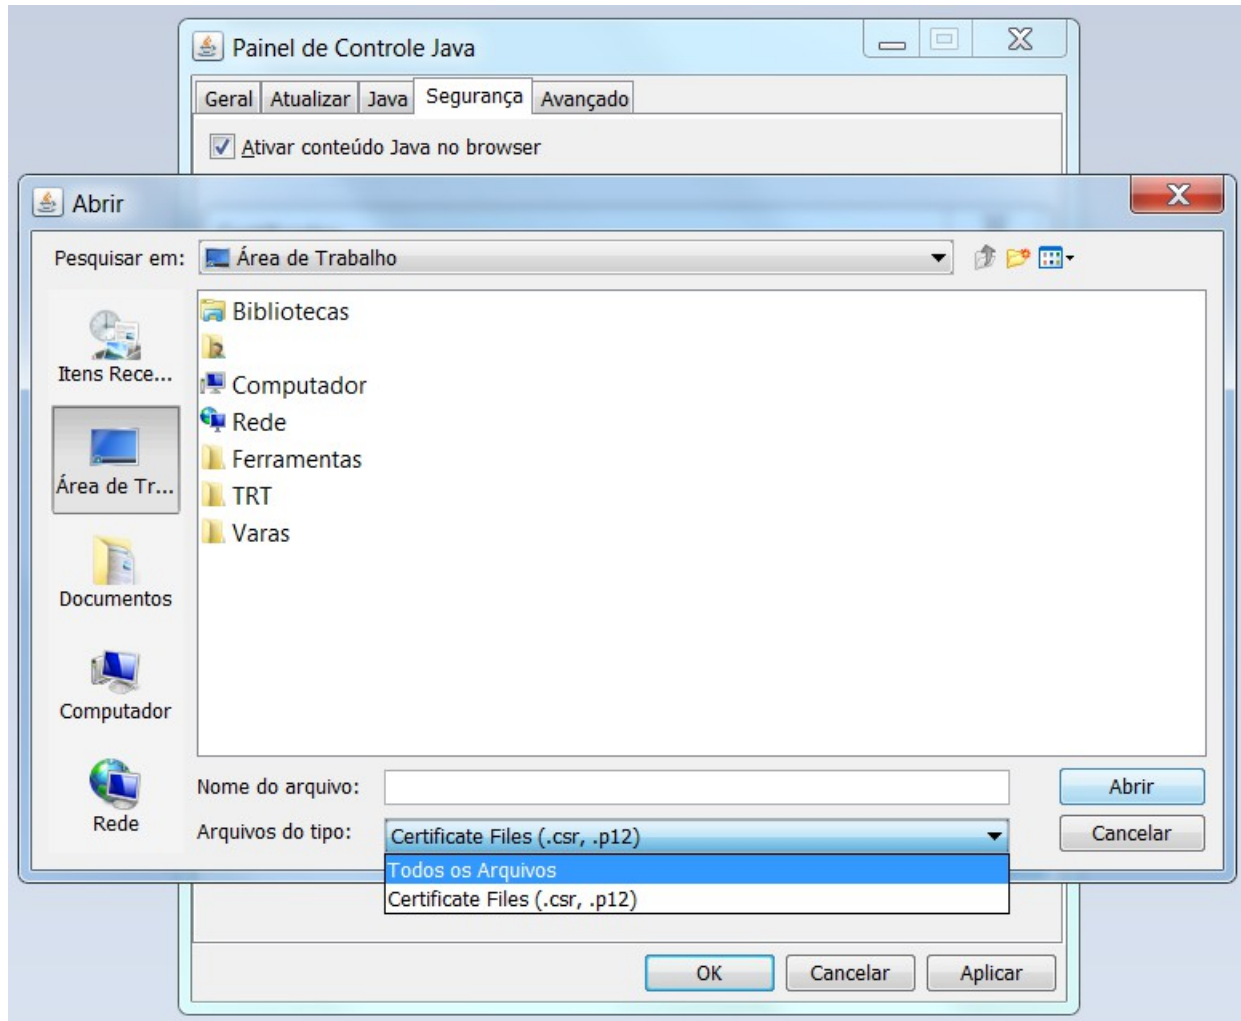 Painel de Controle Java
Geral Atualizar Java Segurança Avançado
Ativar conteúdo Java no browser
Abrir
Pesquisar em: Área de Trabalho
Itens Rece...
Área de Tr...
Documentos
Computador
Rede
Bibliotecas
Computador
Rede
Ferramentas
TRT
Varas
Nome do arquivo: Abrir
Arquivos do tipo: Certificate Files (.csr, .p12) Cancelar
Todos os Arquivos
Certificate Files (.csr, .p12)
OK Cancelar Aplicar